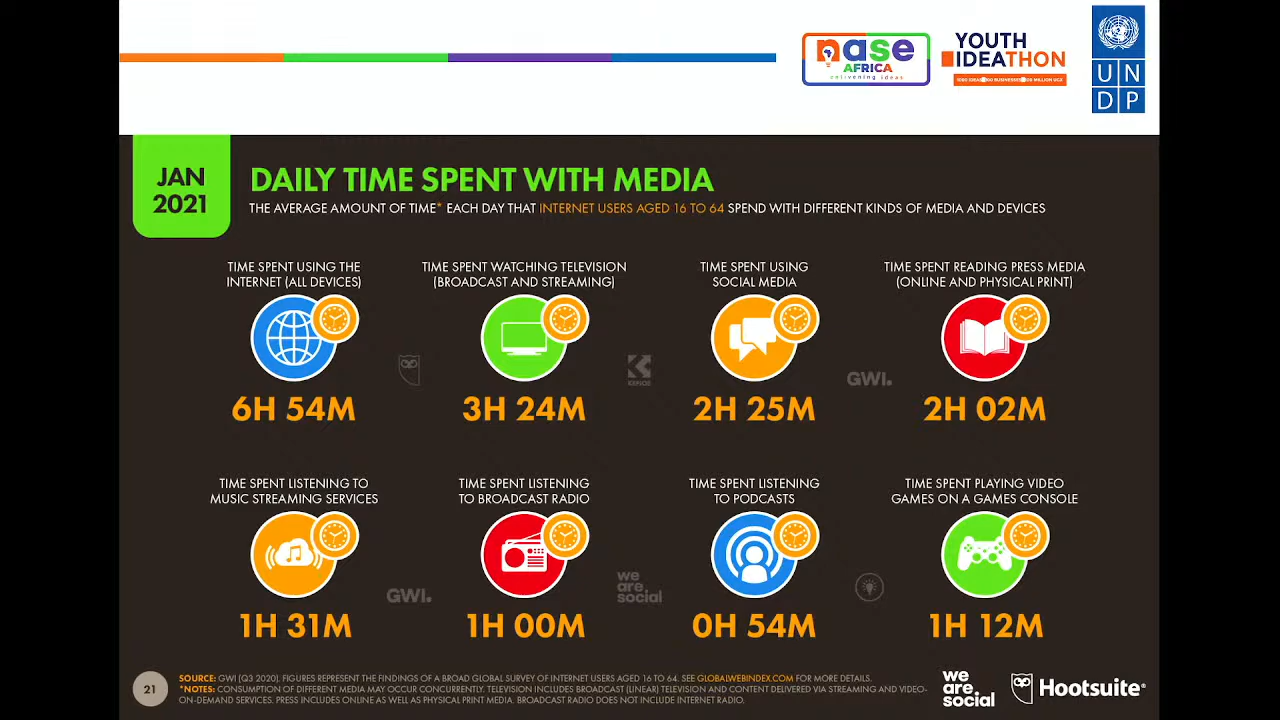 nase
AFRICA
enlivening ideas
YOUTH
IDEATHON
UN
DP
JAN
2021
DAILY TIME SPENT WITH MEDIA
THE AVERAGE AMOUNT OF TIME* EACH DAY THAT INTERNET USERS AGED 16 TO 64 SPEND WITH DIFFERENT KINDS OF MEDIA AND DEVICES
TIME SPENT USING THE
INTERNET (ALL DEVICES)
6H 54M
TIME SPENT WATCHING TELEVISION
(BROADCAST AND STREAMING)
3H 24M
TIME SPENT USING
SOCIAL MEDIA
2H 25M
TIME SPENT READING PRESS MEDIA
(ONLINE AND PHYSICAL PRINT)
2H 02M
KEPIOS
GWI.
TIME SPENT LISTENING TO
MUSIC STREAMING SERVICES
1H 31M
TIME SPENT LISTENING
TO BROADCAST RADIO
1H 00M
TIME SPENT LISTENING
TO PODCASTS
0H 54M
TIME SPENT PLAYING VIDEO
GAMES ON A GAMES CONSOLE
1H 12M
GWI.
we
are
social
21
SOURCE: GWI (Q3 2020). FIGURES REPRESENT THE FINDINGS OF A BROAD GLOBAL SURVEY OF INTERNET USERS AGED 16 TO 64. SEE GLOBALWEBINDEX.COM FOR MORE DETAILS.
*NOTES: CONSUMPTION OF DIFFERENT MEDIA MAY OCCUR CONCURRENTLY. TELEVISION INCLUDES BROADCAST (LINEAR) TELEVISION AND CONTENT DELIVERED VIA STREAMING AND VIDEO-
ON-DEMAND SERVICES. PRESS INCLUDES ONLINE AS WELL AS PHYSICAL PRINT MEDIA. BROADCAST RADIO DOES NOT INCLUDE INTERNET RADIO.
we
are
social
Hootsuite®